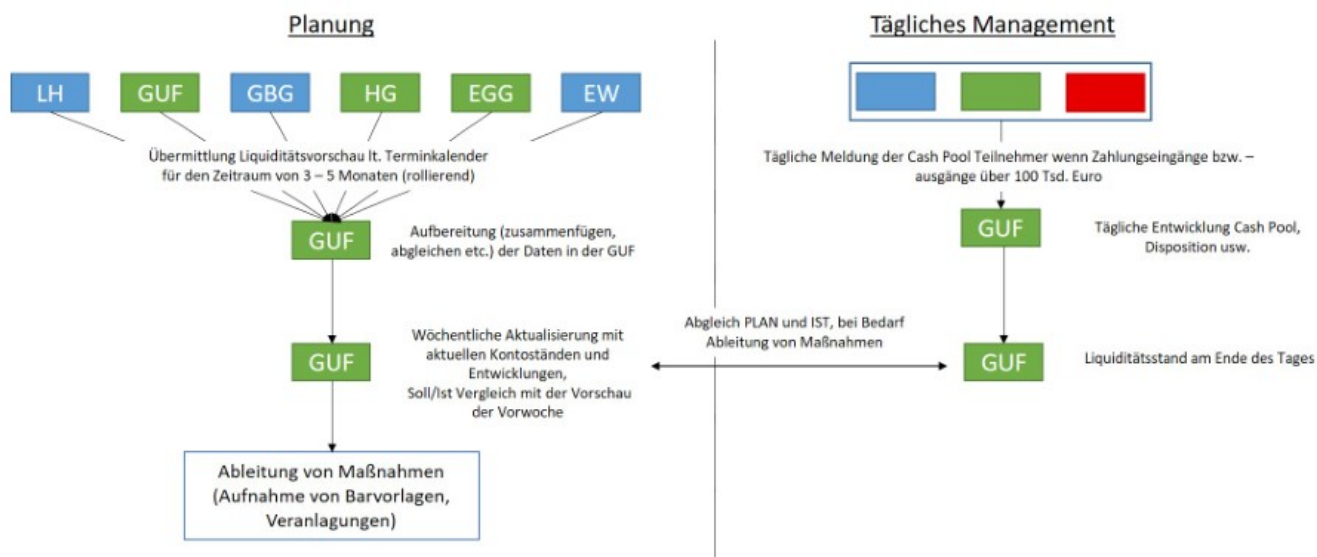 Planung
LH
GUF
GBG
HG
EGG
EW
Übermittlung Liquiditätsvorschau lt. Terminkalender
für den Zeitraum von 3 – 5 Monaten (rollierend)
GUF
Aufbereitung (zusammenfügen,
abgleichen etc.) der Daten in der GUF
GUF
Wöchentliche Aktualisierung mit
aktuellen Kontoständen und
Entwicklungen,
Soll/Ist Vergleich mit der Vorschau
der Vorwoche
Ableitung von Maßnahmen
(Aufnahme von Barvorlagen,
Veranlagungen)
Abgleich PLAN und IST, bei Bedarf
Ableitung von Maßnahmen
Tägliches Management
Tägliche Meldung der Cash Pool Teilnehmer wenn Zahlungseingänge bzw. –
ausgänge über 100 Tsd. Euro
GUF
Tägliche Entwicklung Cash Pool,
Disposition usw.
GUF
Liquiditätsstand am Ende des Tages